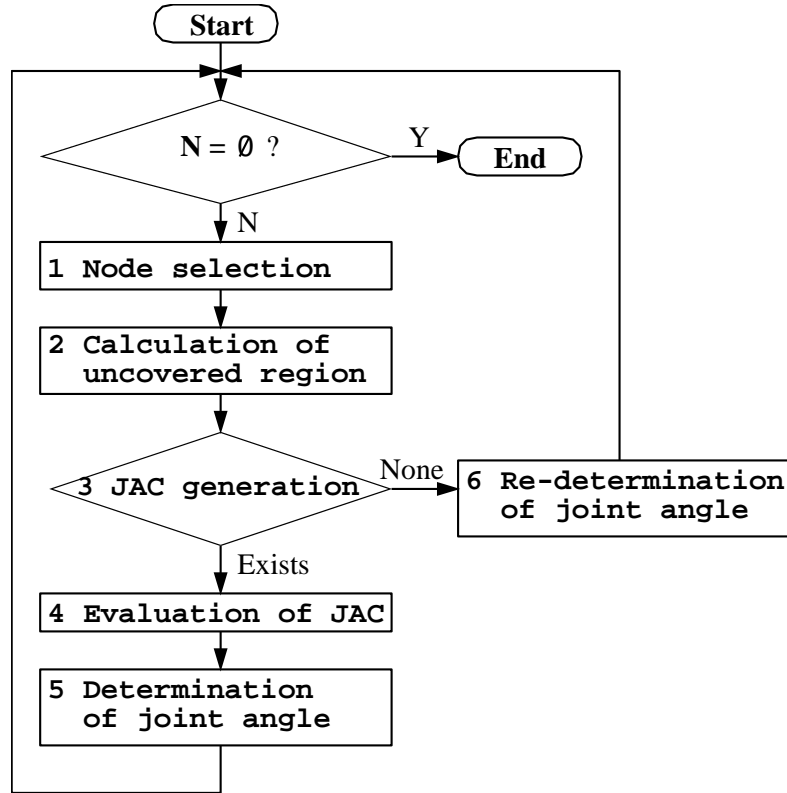 Start
N = ∅ ?
Y
End
N
1 Node selection
2 Calculation of
uncovered region
3 JAC generation
None
6 Re-determination
of joint angle
Exists
4 Evaluation of JAC
5 Determination
of joint angle